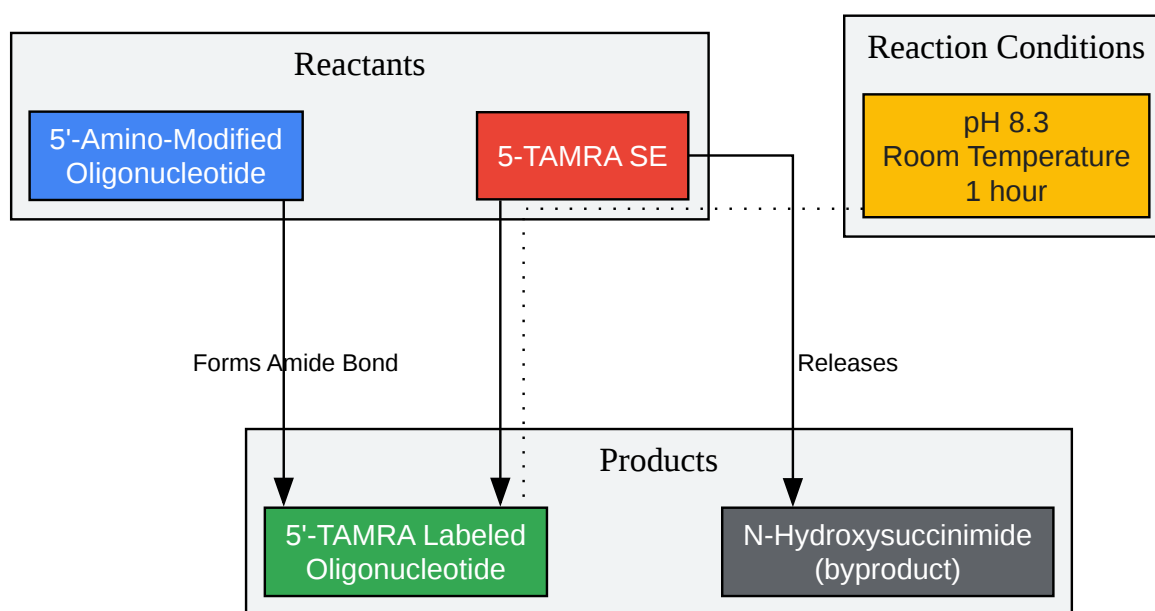 Reactants
Reaction Conditions
5'-Amino-Modified
Oligonucleotide
5-TAMRA SE
pH 8.3
Room Temperature
1 hour
Forms Amide Bond
Releases
Products
5'-TAMRA Labeled
Oligonucleotide
N-Hydroxysuccinimide
(byproduct)